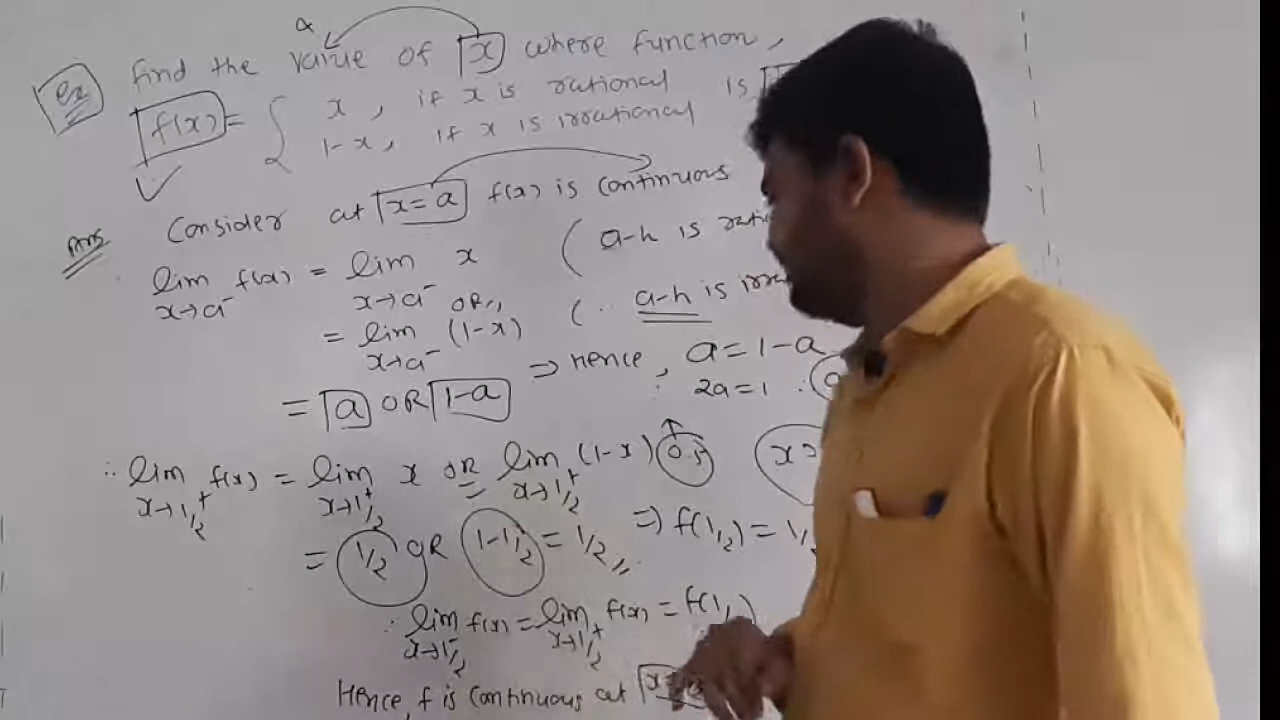 a
Ex Find the value of x where function,
f(x) = { x, if x is rational
1-x, if x is irrational is
Ans Consider at x=a f(x) is continuous
lim x→a⁻ f(x) = lim x→a⁻ x (a-h is
OR,,
= lim x→a⁻ (1-x) (∵ a-h is
= a OR 1-a ⇒ Hence, a=1-a
∴ 2a=1 ∴
∴ lim x→1/2⁺ f(x) = lim x→1/2⁺ x OR lim x→1/2⁺ (1-x) 0.5
= 1/2 OR 1-1/2 = 1/2,, ⇒ f(1/2) =
∴ lim x→1/2⁻ f(x) = lim x→1/2⁺ f(x) =
Hence, f is continuous at